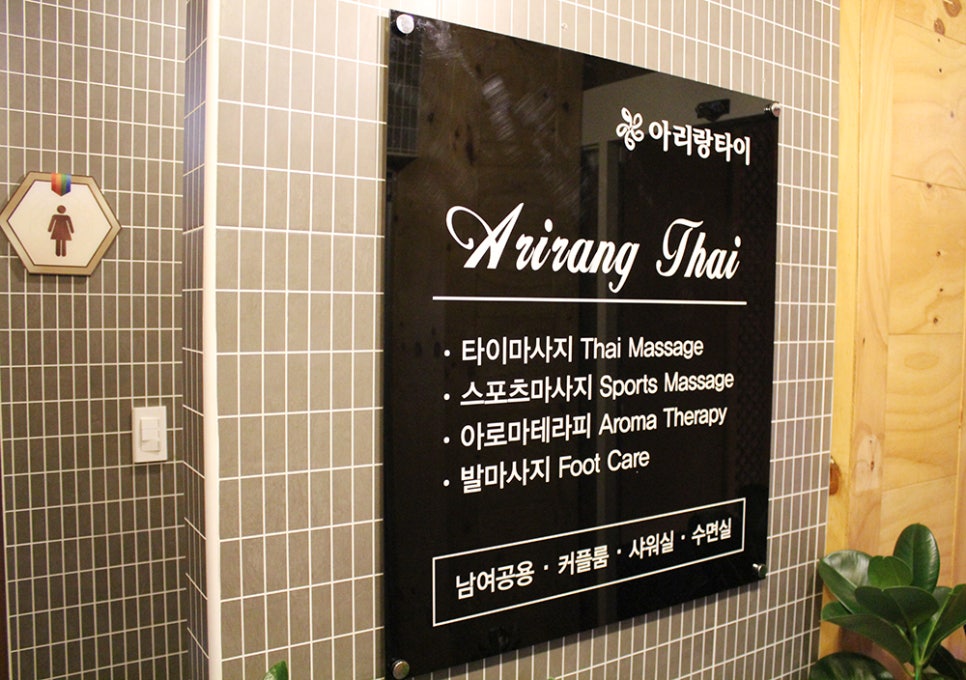 아리랑타이
Arirang Thai
· 타이마사지 Thai Massage
· 스포츠마사지 Sports Massage
· 아로마테라피 Aroma Therapy
· 발마사지 Foot Care
남여공용 · 커플룸 · 샤워실 · 수면실